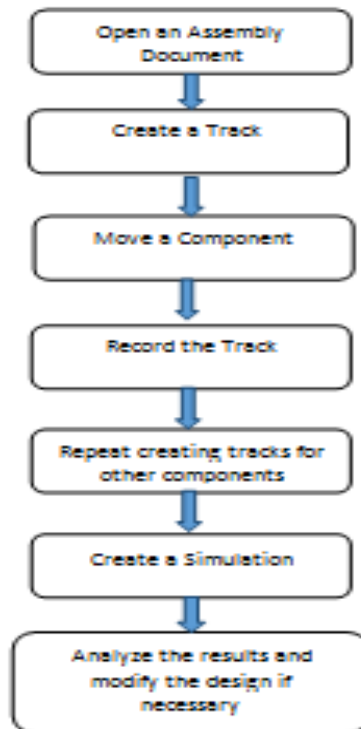 Open an Assembly
Document
Create a Track
Move a Component
Record the Track
Repeat creating tracks for
other components
Create a Simulation
Analyze the results and
modify the design if
necessary